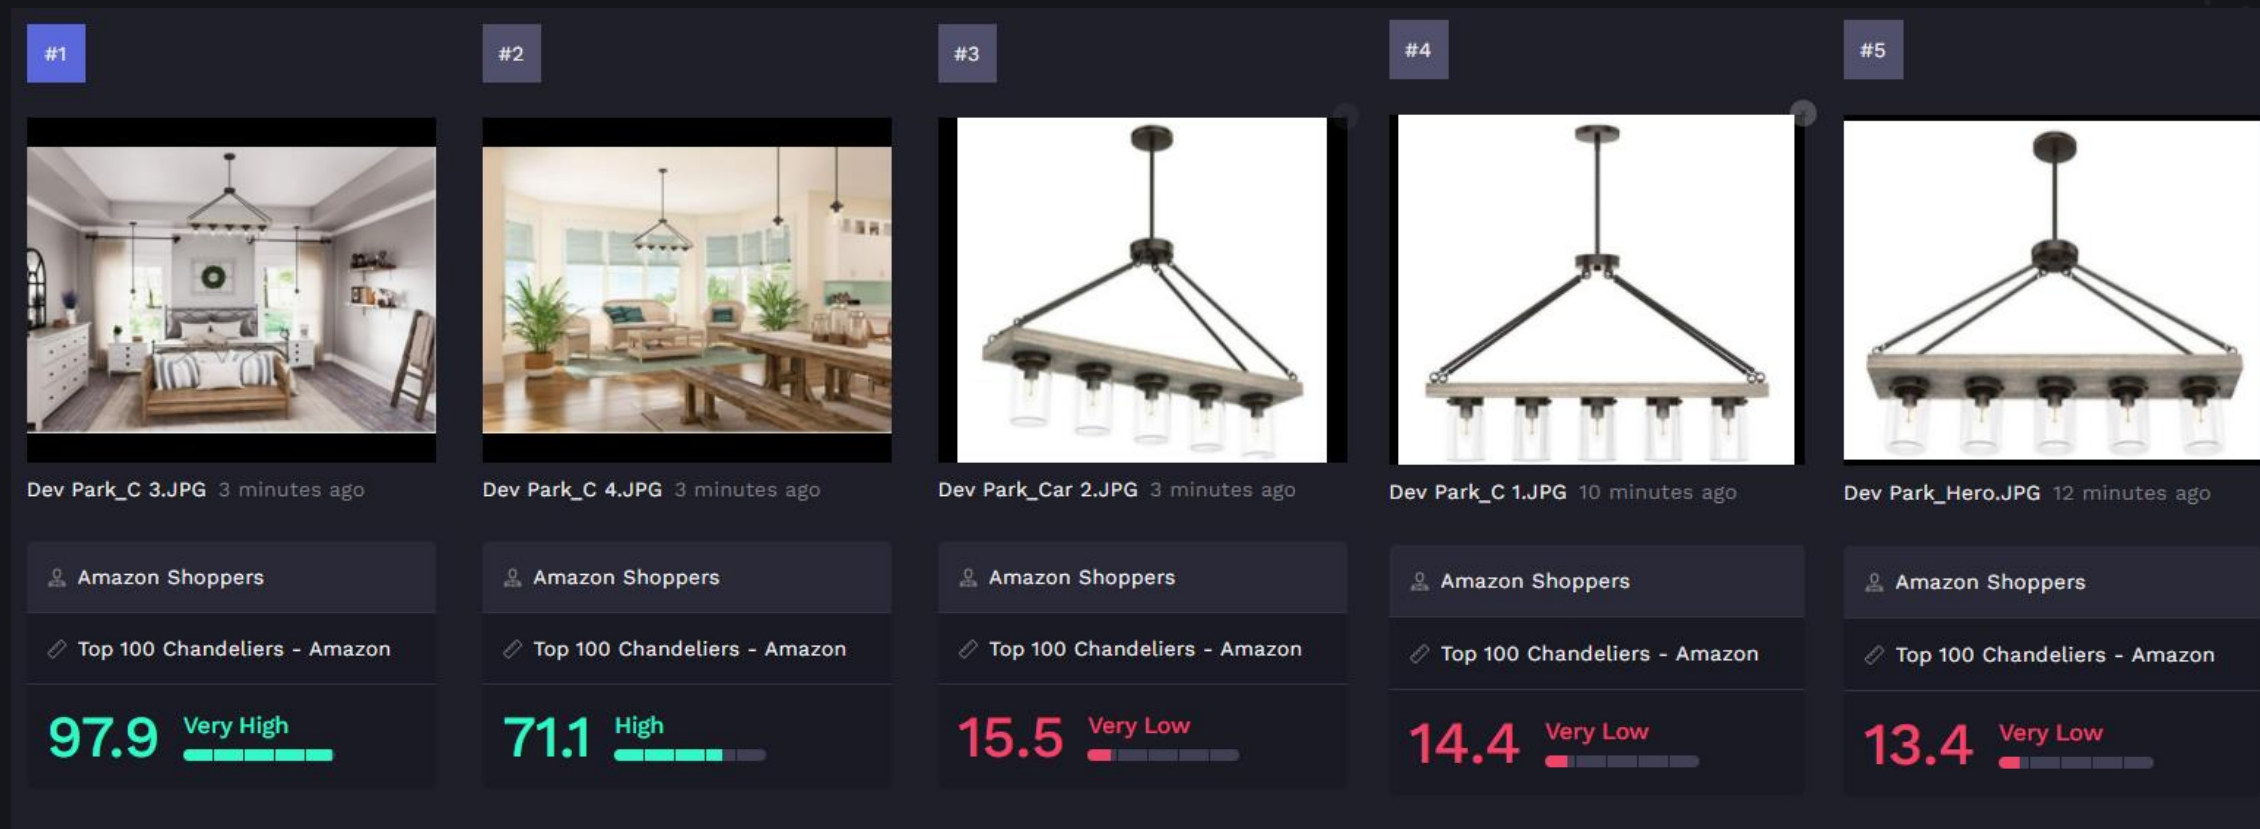 #1
Dev Park_C 3.JPG 3 minutes ago
Amazon Shoppers
Top 100 Chandeliers - Amazon
97.9 Very High
#2
Dev Park_C 4.JPG 3 minutes ago
Amazon Shoppers
Top 100 Chandeliers - Amazon
71.1 High
#3
Dev Park_Car 2.JPG 3 minutes ago
Amazon Shoppers
Top 100 Chandeliers - Amazon
15.5 Very Low
#4
Dev Park_C 1.JPG 10 minutes ago
Amazon Shoppers
Top 100 Chandeliers - Amazon
14.4 Very Low
#5
Dev Park_Hero.JPG 12 minutes ago
Amazon Shoppers
Top 100 Chandeliers - Amazon
13.4 Very Low